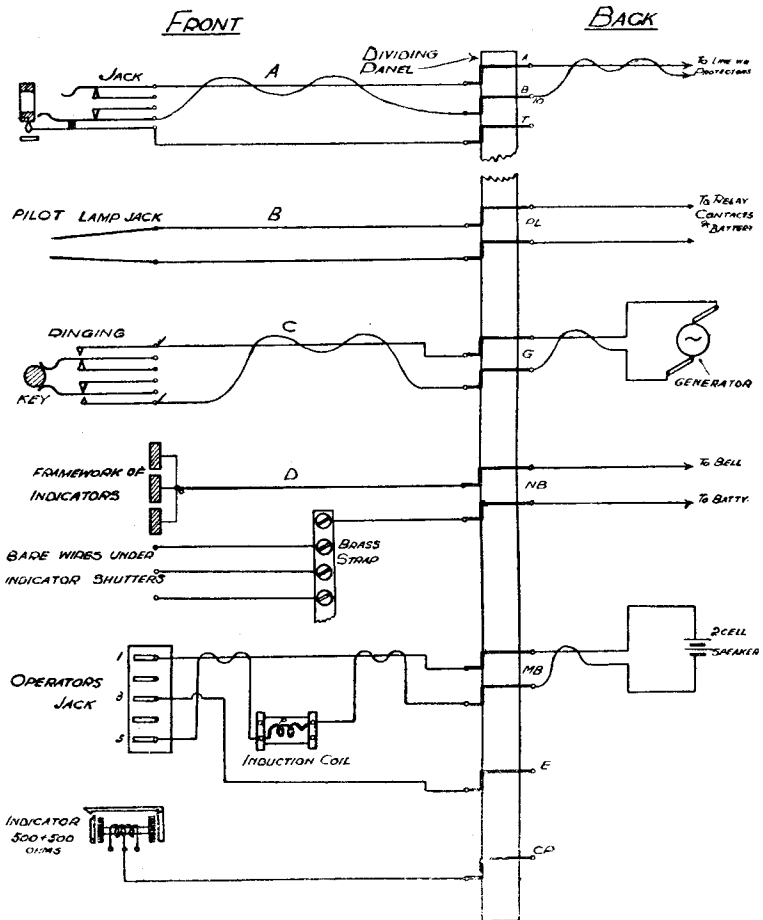 FRONT
BACK
DIVIDING
PANEL
JACK
A
A
B
10
T
TO LINE VIA
PROTECTORS
PILOT LAMP JACK
B
PL
TO RELAY
CONTACTS
& BATTERY
RINGING
KEY
C
G
GENERATOR
FRAMEWORK OF
INDICATORS
D
NB
TO BELL
TO BATTY.
BARE WIRES UNDER
INDICATOR SHUTTERS
BRASS
STRAP
OPERATORS
JACK
1
3
5
INDUCTION COIL
MB
2 CELL
SPEAKER
E
INDICATOR
500+500
OHMS
CP